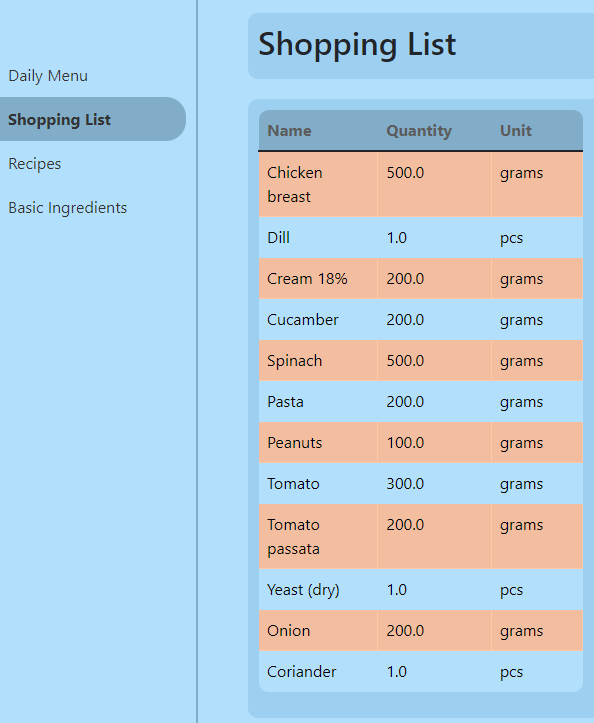 Daily Menu
Shopping List
Recipes
Basic Ingredients
Shopping List
Name Quantity Unit
Chicken breast 500.0 grams
Dill 1.0 pcs
Cream 18% 200.0 grams
Cucamber 200.0 grams
Spinach 500.0 grams
Pasta 200.0 grams
Peanuts 100.0 grams
Tomato 300.0 grams
Tomato passata 200.0 grams
Yeast (dry) 1.0 pcs
Onion 200.0 grams
Coriander 1.0 pcs